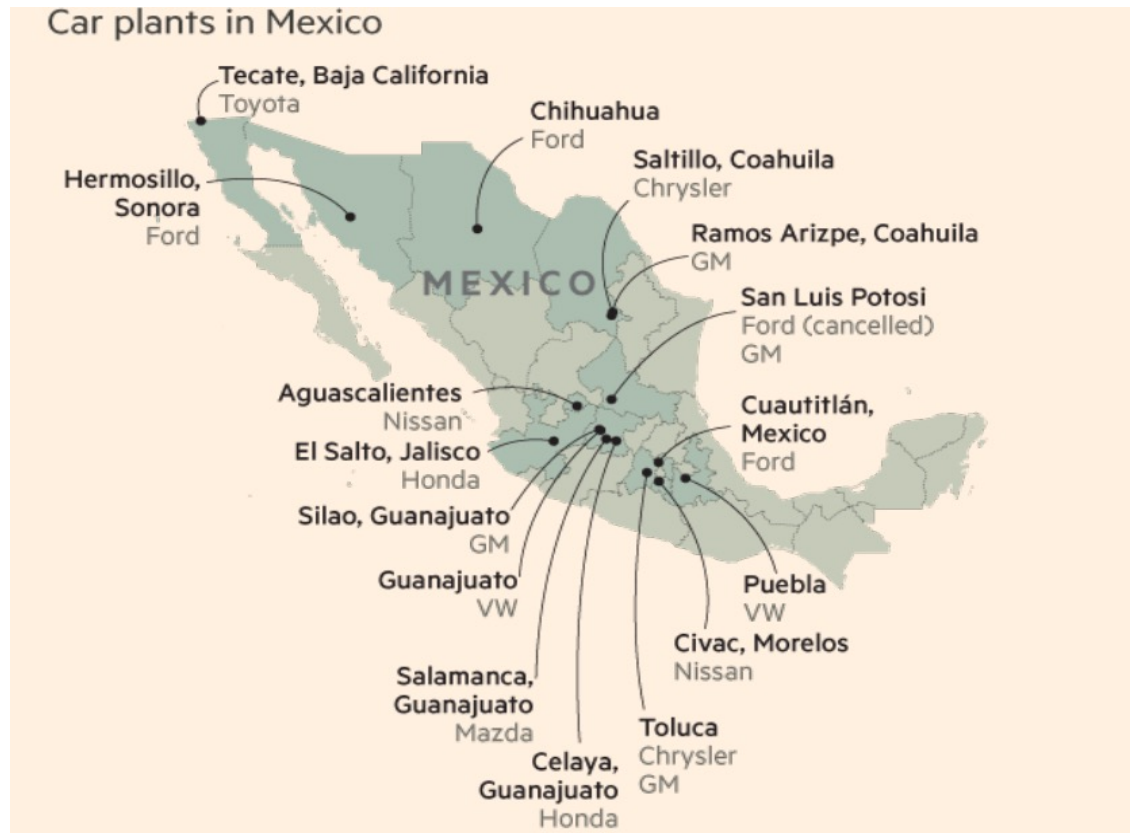 Car plants in Mexico
Tecate, Baja California
Toyota
Chihuahua
Ford
Saltillo, Coahuila
Chrysler
Hermosillo,
Sonora
Ford
Ramos Arizpe, Coahuila
GM
MEXICO
San Luis Potosi
Ford (cancelled)
GM
Aguascalientes
Nissan
Cuautitlán,
Mexico
Ford
El Salto, Jalisco
Honda
Silao, Guanajuato
GM
Guanajuato
VW
Puebla
VW
Civac, Morelos
Nissan
Salamanca,
Guanajuato
Mazda
Toluca
Chrysler
GM
Celaya,
Guanajuato
Honda